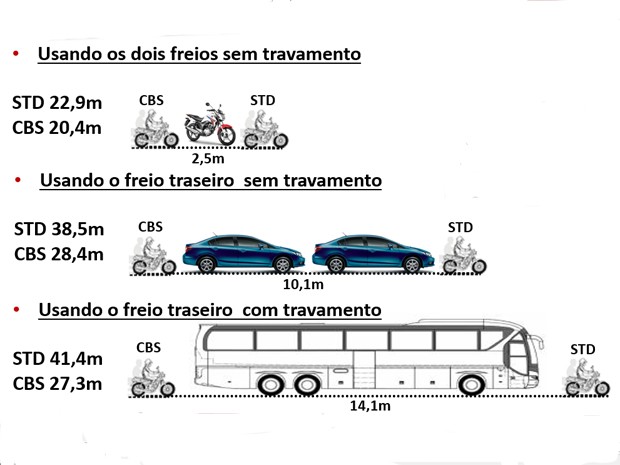 • Usando os dois freios sem travamento
STD 22,9m
CBS 20,4m
CBS
STD
2,5m
• Usando o freio traseiro sem travamento
STD 38,5m
CBS 28,4m
CBS
STD
10,1m
• Usando o freio traseiro com travamento
STD 41,4m
CBS 27,3m
CBS
STD
14,1m